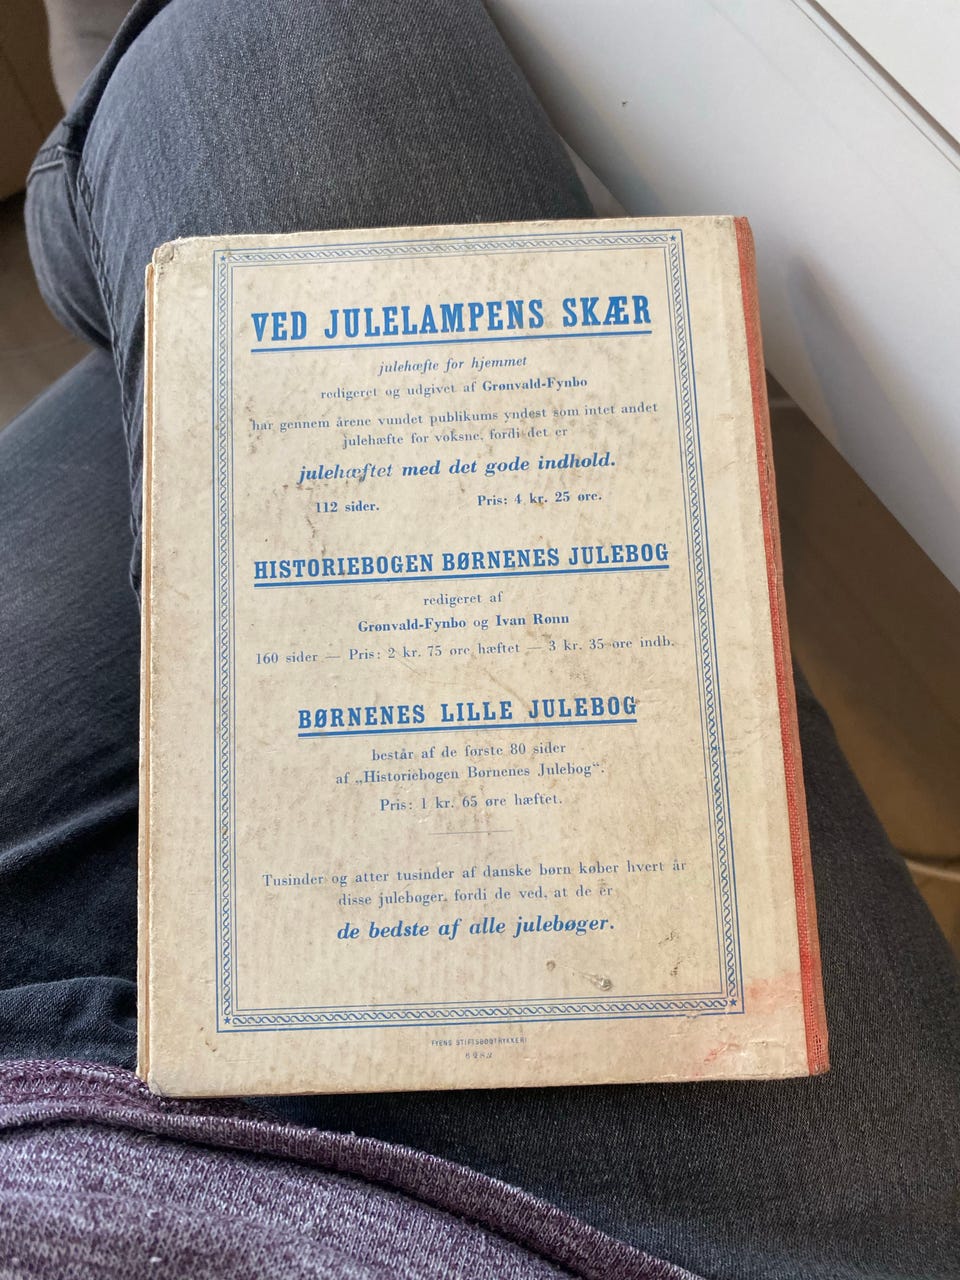 VED JULELAMPENS SKÆR
julehæfte for hjemmet
redigeret og udgivet af Grønvald-Fynbo
har gennem årene vundet publikums yndest som intet andet
julehæfte for voksne, fordi det er
julehæftet med det gode indhold.
112 sider. Pris: 4 kr. 25 øre.
HISTORIEBOGEN BØRNENES JULEBOG
redigeret af
Grønvald-Fynbo og Ivan Rønn
160 sider — Pris: 2 kr. 75 øre hæftet — 3 kr. 35 øre indb.
BØRNENES LILLE JULEBOG
består af de første 80 sider
af „Historiebogen Børnenes Julebog“.
Pris: 1 kr. 65 øre hæftet.
Tusinder og atter tusinder af danske børn køber hvert år
disse julebøger, fordi de ved, at de er
de bedste af alle julebøger.
FYENS STIFTSBOGTRYKKERI